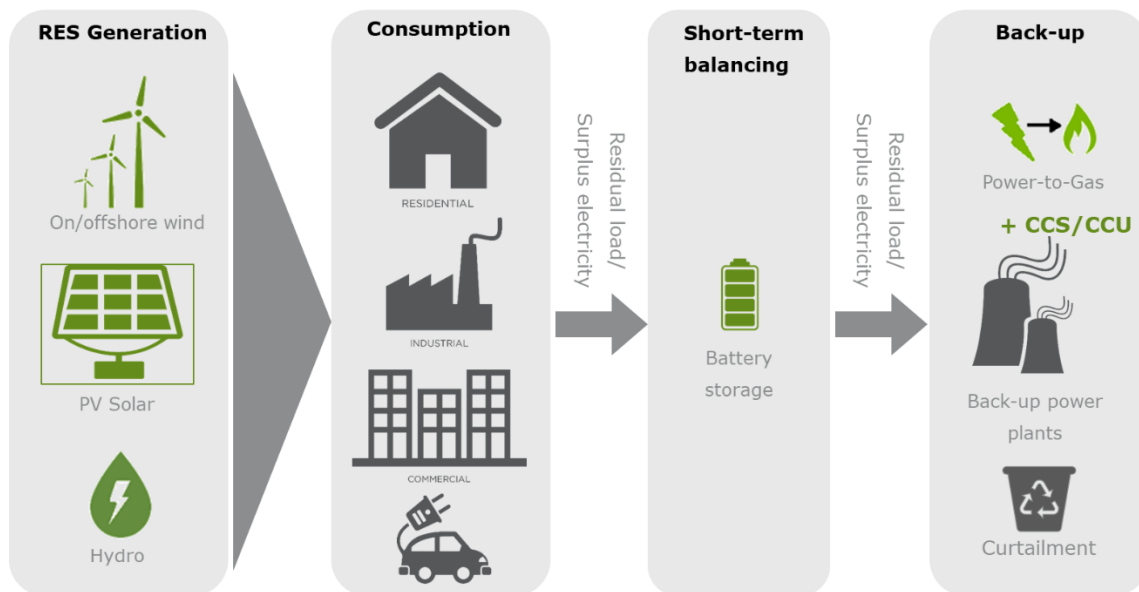 RES Generation
On/offshore wind
PV Solar
Hydro
Consumption
RESIDENTIAL
INDUSTRIAL
COMMERCIAL
Residual load/
Surplus electricity
Short-term
balancing
Battery
storage
Residual load/
Surplus electricity
Back-up
Power-to-Gas
+ CCS/CCU
Back-up power
plants
Curtailment